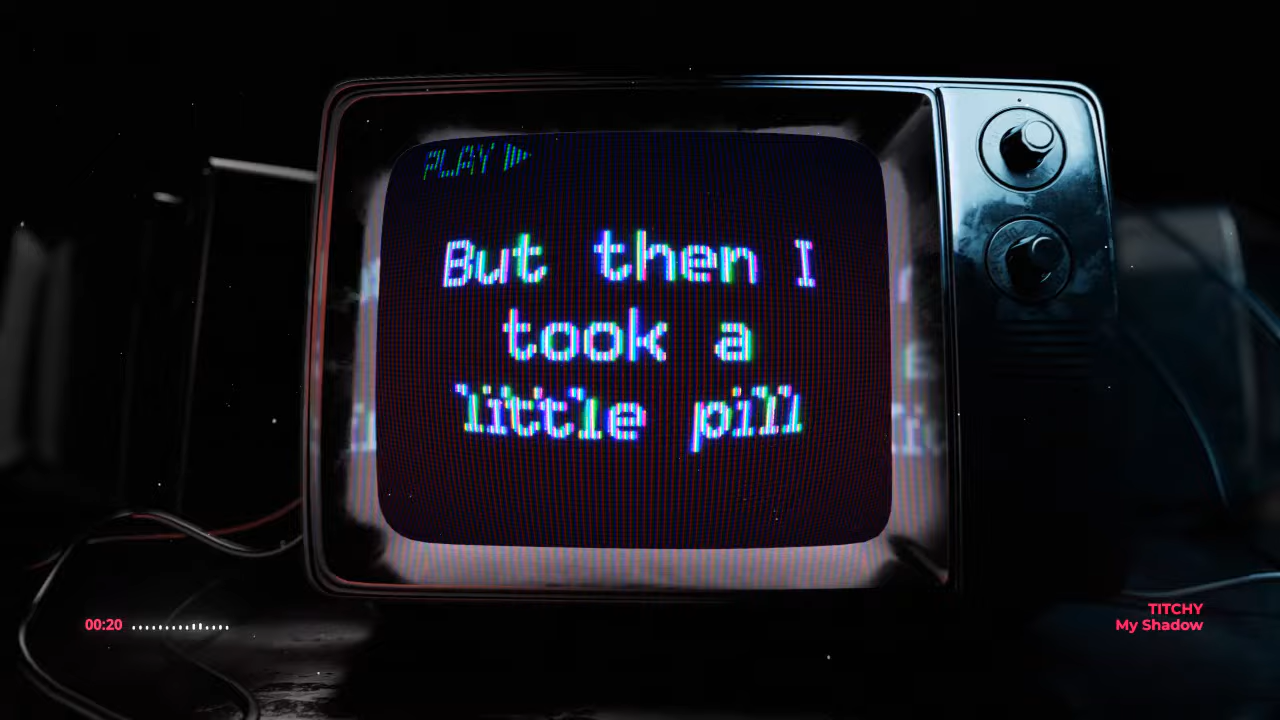 PLAY
But then I
took a
little pill
00:20
TITCHY
My Shadow